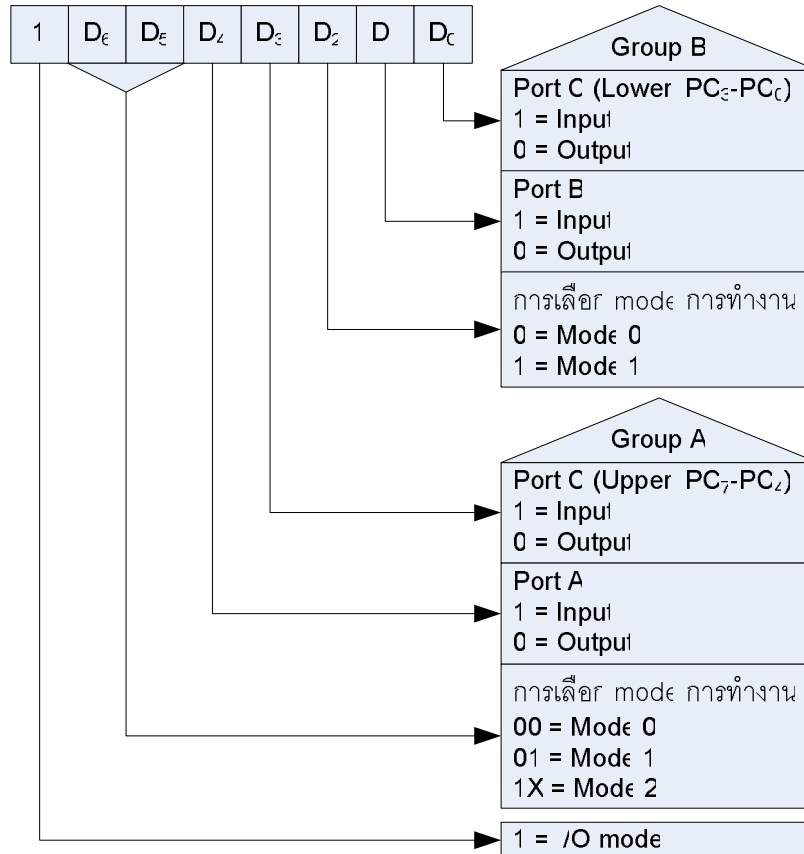 1 D₆ D₅ D₄ D₃ D₂ D D₀
Group B
Port C (Lower PC₃-PC₀)
1 = Input
0 = Output
Port B
1 = Input
0 = Output
การเลือก mode การทำงาน
0 = Mode 0
1 = Mode 1
Group A
Port C (Upper PC₇-PC₄)
1 = Input
0 = Output
Port A
1 = Input
0 = Output
การเลือก mode การทำงาน
00 = Mode 0
01 = Mode 1
1X = Mode 2
1 = /O mode